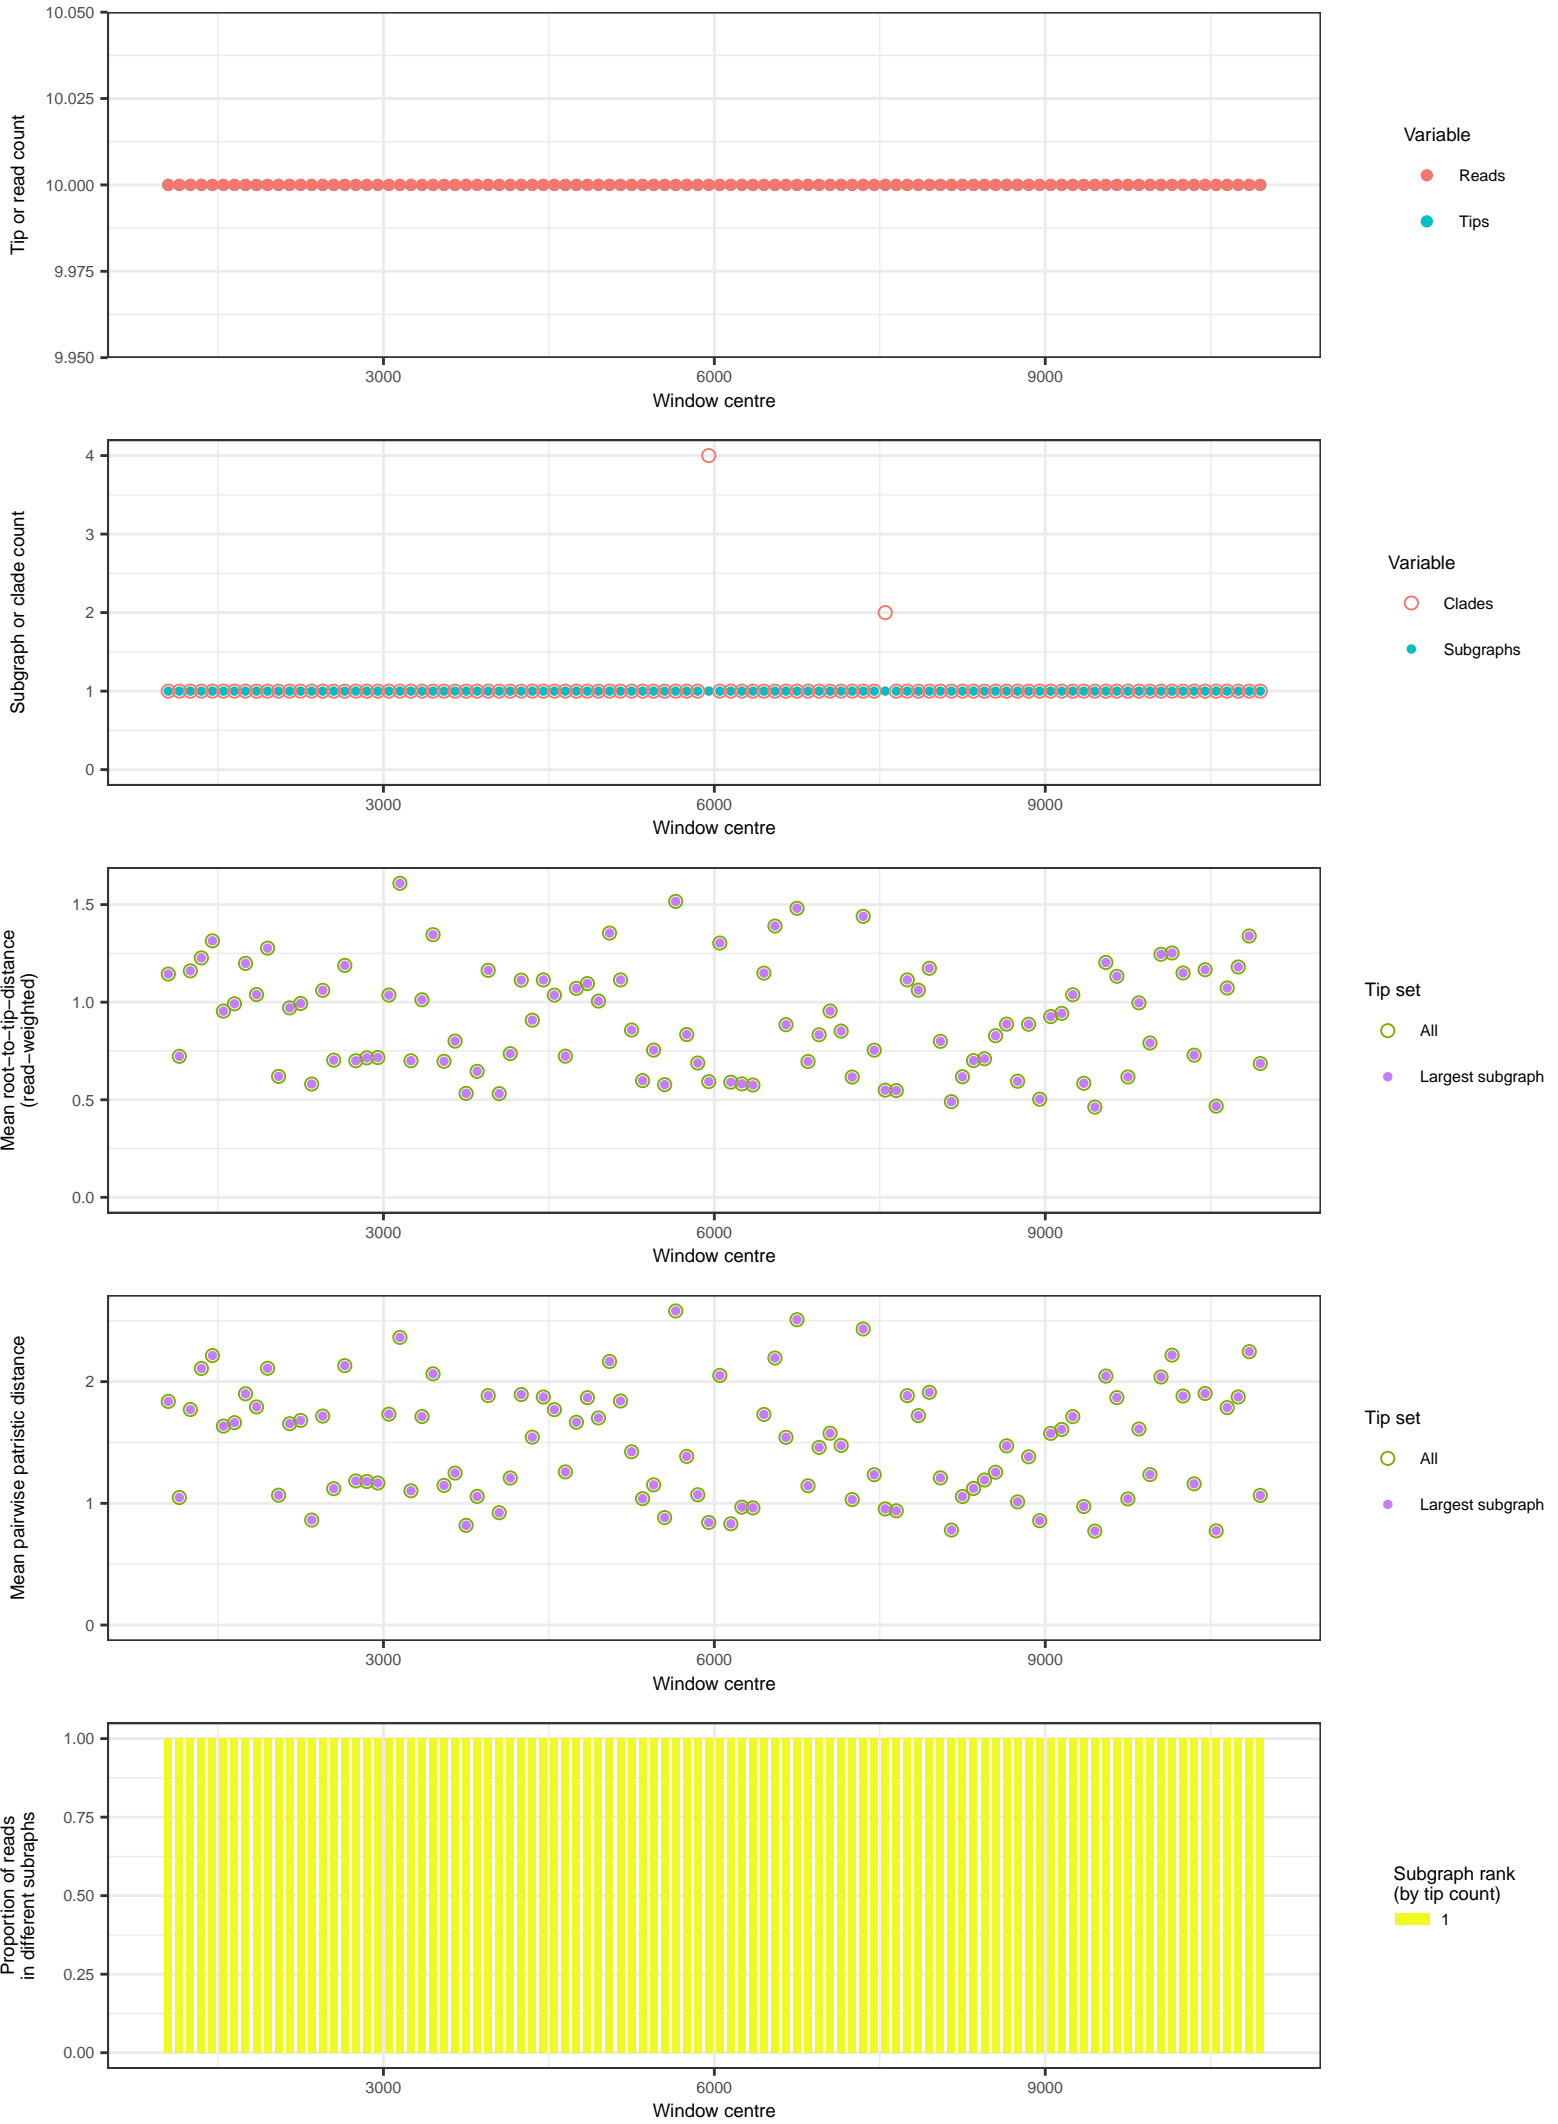 10.050
10.025
10.000
9.975
9.950
Tip or read count
3000 6000 9000
Window centre
Variable
Reads
Tips
4
3
2
1
0
Subgraph or clade count
3000 6000 9000
Window centre
Variable
Clades
Subgraphs
1.5
1.0
0.5
0.0
Mean root−to−tip−distance
(read−weighted)
3000 6000 9000
Window centre
Tip set
All
Largest subgraph
2
1
0
Mean pairwise patristic distance
3000 6000 9000
Window centre
Tip set
All
Largest subgraph
1.00
0.75
0.50
0.25
0.00
Proportion of reads
in different subraphs
3000 6000 9000
Window centre
Subgraph rank
(by tip count)
1